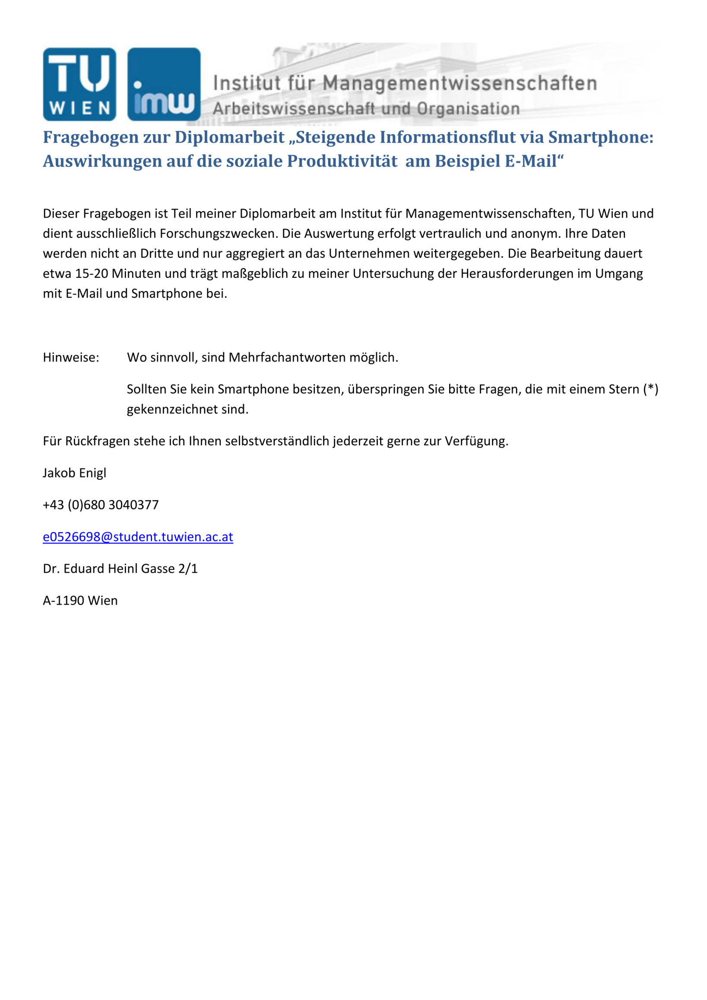 TU
WIEN
imw
Institut für Managementwissenschaften
Arbeitswissenschaft und Organisation
Fragebogen zur Diplomarbeit „Steigende Informationsflut via Smartphone:
Auswirkungen auf die soziale Produktivität  am Beispiel E-Mail“
Dieser Fragebogen ist Teil meiner Diplomarbeit am Institut für Managementwissenschaften, TU Wien und
dient ausschließlich Forschungszwecken. Die Auswertung erfolgt vertraulich und anonym. Ihre Daten
werden nicht an Dritte und nur aggregiert an das Unternehmen weitergegeben. Die Bearbeitung dauert
etwa 15-20 Minuten und trägt maßgeblich zu meiner Untersuchung der Herausforderungen im Umgang
mit E-Mail und Smartphone bei.
Hinweise: Wo sinnvoll, sind Mehrfachantworten möglich.
Sollten Sie kein Smartphone besitzen, überspringen Sie bitte Fragen, die mit einem Stern (*)
gekennzeichnet sind.
Für Rückfragen stehe ich Ihnen selbstverständlich jederzeit gerne zur Verfügung.
Jakob Enigl
+43 (0)680 3040377
e0526698@student.tuwien.ac.at
Dr. Eduard Heinl Gasse 2/1
A-1190 Wien